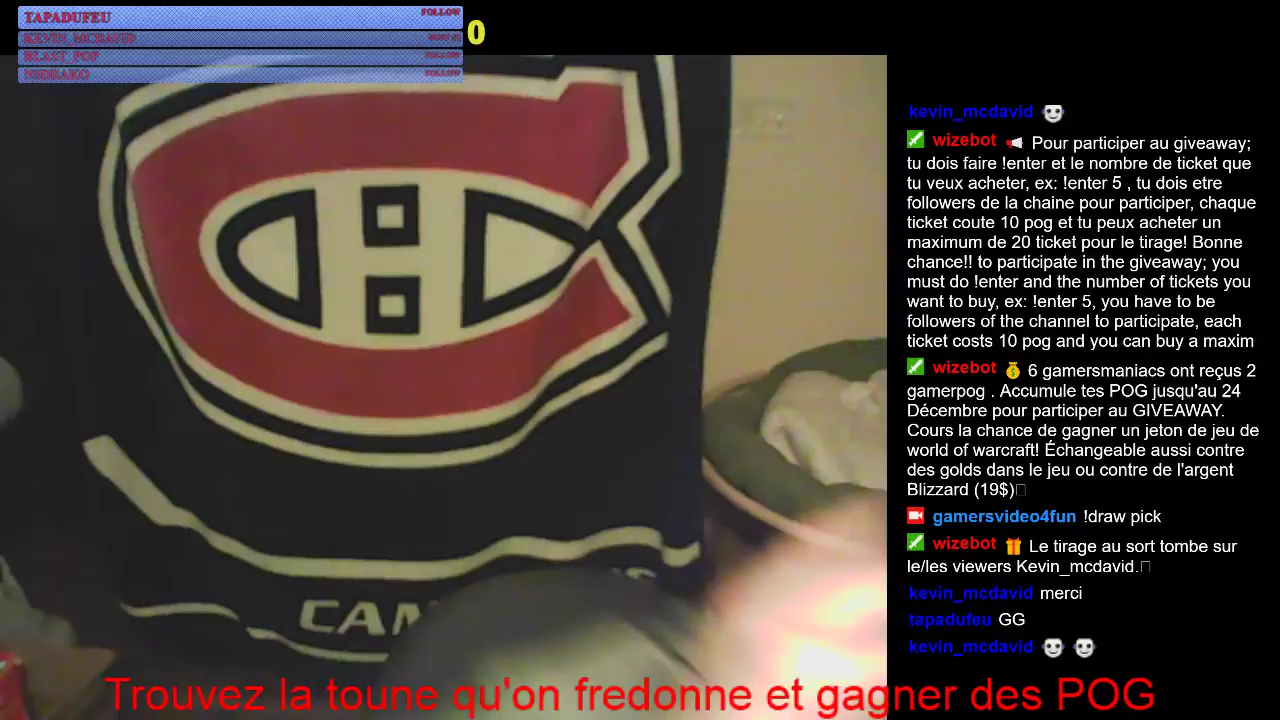 TAPADUFEU FOLLOW
KEVIN_MCDAVID
BLAST_POP FOLLOW
FOLLOW
0
kevin_mcdavid
wizebot Pour participer au giveaway;
tu dois faire !enter et le nombre de ticket que
tu veux acheter, ex: !enter 5 , tu dois etre
followers de la chaine pour participer, chaque
ticket coute 10 pog et tu peux acheter un
maximum de 20 ticket pour le tirage! Bonne
chance!! to participate in the giveaway; you
must do !enter and the number of tickets you
want to buy, ex: !enter 5, you have to be
followers of the channel to participate, each
ticket costs 10 pog and you can buy a maxim
wizebot 6 gamersmaniacs ont reçus 2
gamerpog . Accumule tes POG jusqu'au 24
Décembre pour participer au GIVEAWAY.
Cours la chance de gagner un jeton de jeu de
world of warcraft! Échangeable aussi contre
des golds dans le jeu ou contre de l'argent
Blizzard (19$)
gamersvideo4fun !draw pick
wizebot Le tirage au sort tombe sur
le/les viewers Kevin_mcdavid.
kevin_mcdavid merci
tapadufeu GG
kevin_mcdavid
CAN
Trouvez la toune qu'on fredonne et gagner des POG